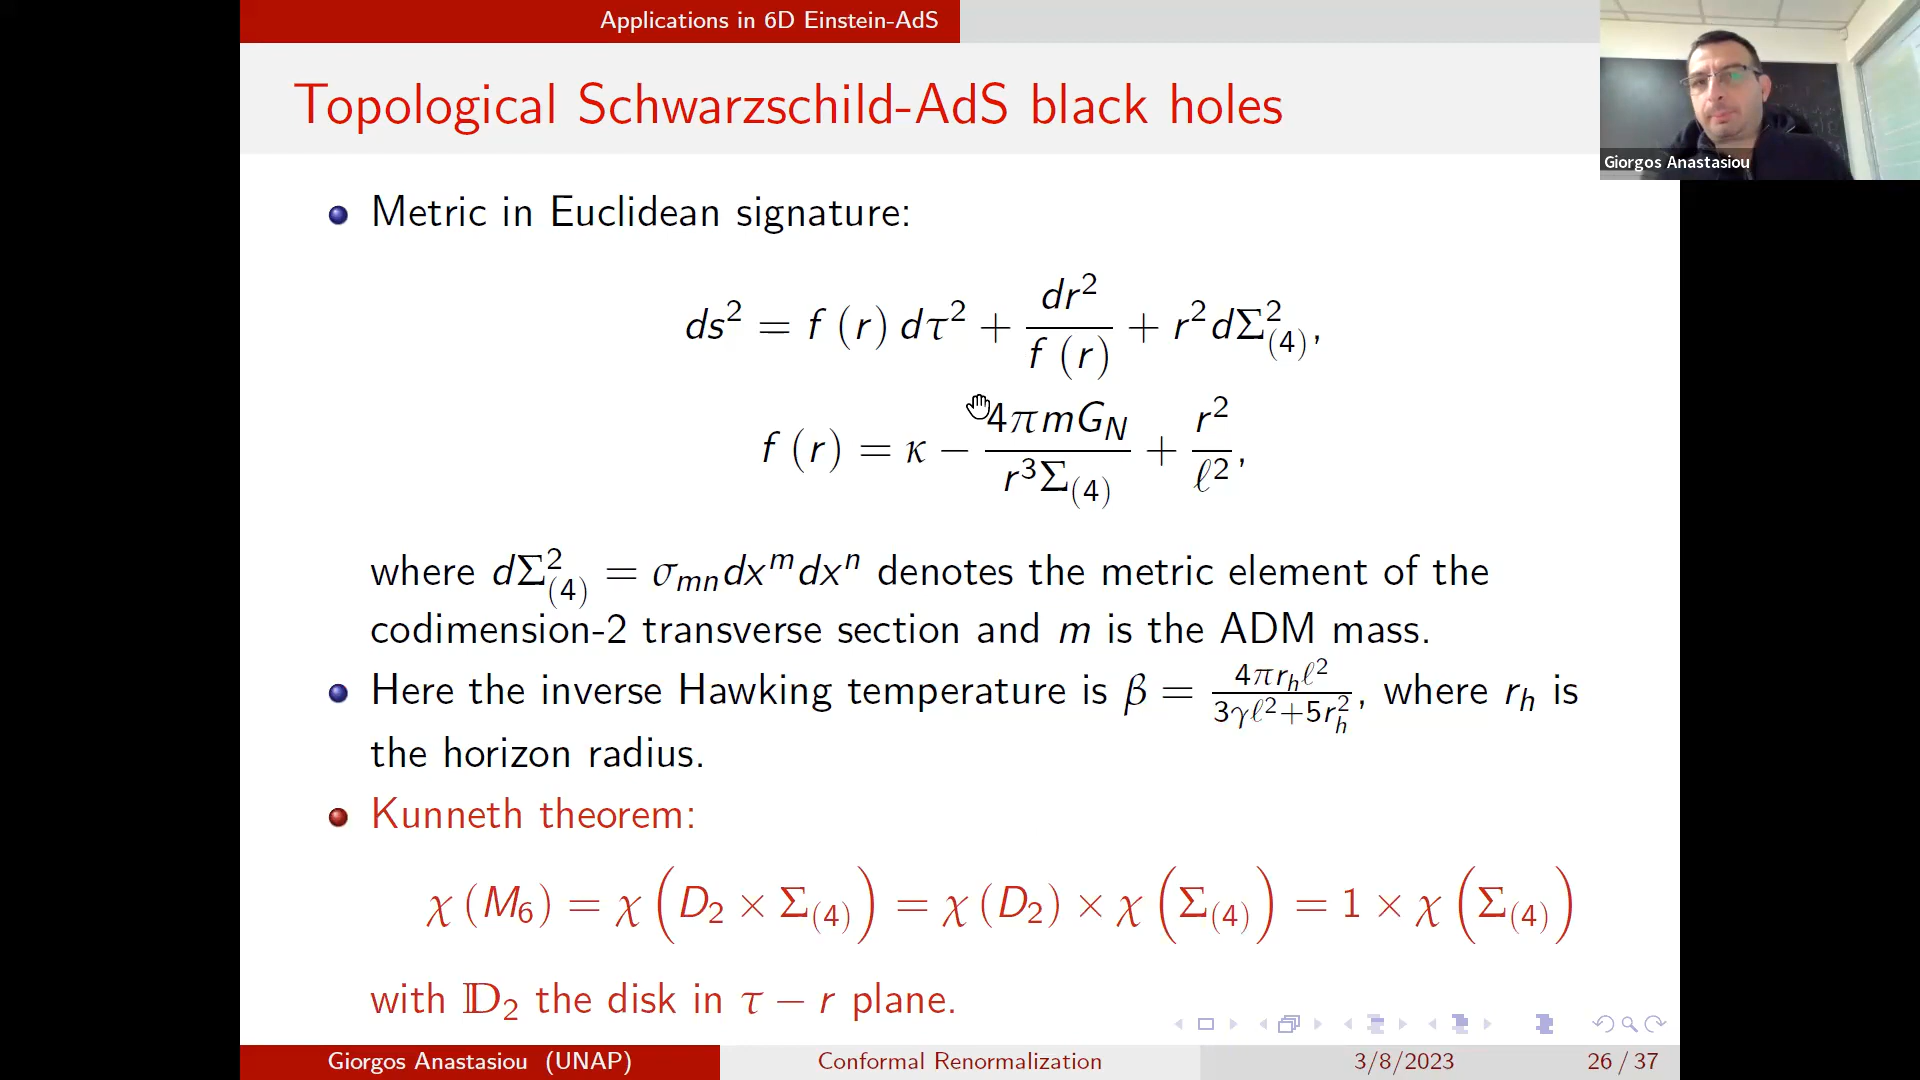 Applications in 6D Einstein-AdS
Topological Schwarzschild-AdS black holes
Giorgos Anastasiou
Metric in Euclidean signature:
ds² = f (r) dτ² + dr²/f (r) + r²dΣ²₍₄₎,
f (r) = κ − 4πmG_N/r³Σ₍₄₎ + r²/ℓ²,
where dΣ²₍₄₎ = σ_mn dx^m dx^n denotes the metric element of the
codimension-2 transverse section and m is the ADM mass.
Here the inverse Hawking temperature is β = 4πr_hℓ²/3γℓ²+5r_h², where r_h is
the horizon radius.
Kunneth theorem:
χ (M₆) = χ (D₂ × Σ₍₄₎) = χ (D₂) × χ (Σ₍₄₎) = 1 × χ (Σ₍₄₎)
with 𝔻₂ the disk in τ − r plane.
Giorgos Anastasiou (UNAP) Conformal Renormalization 3/8/2023 26 / 37